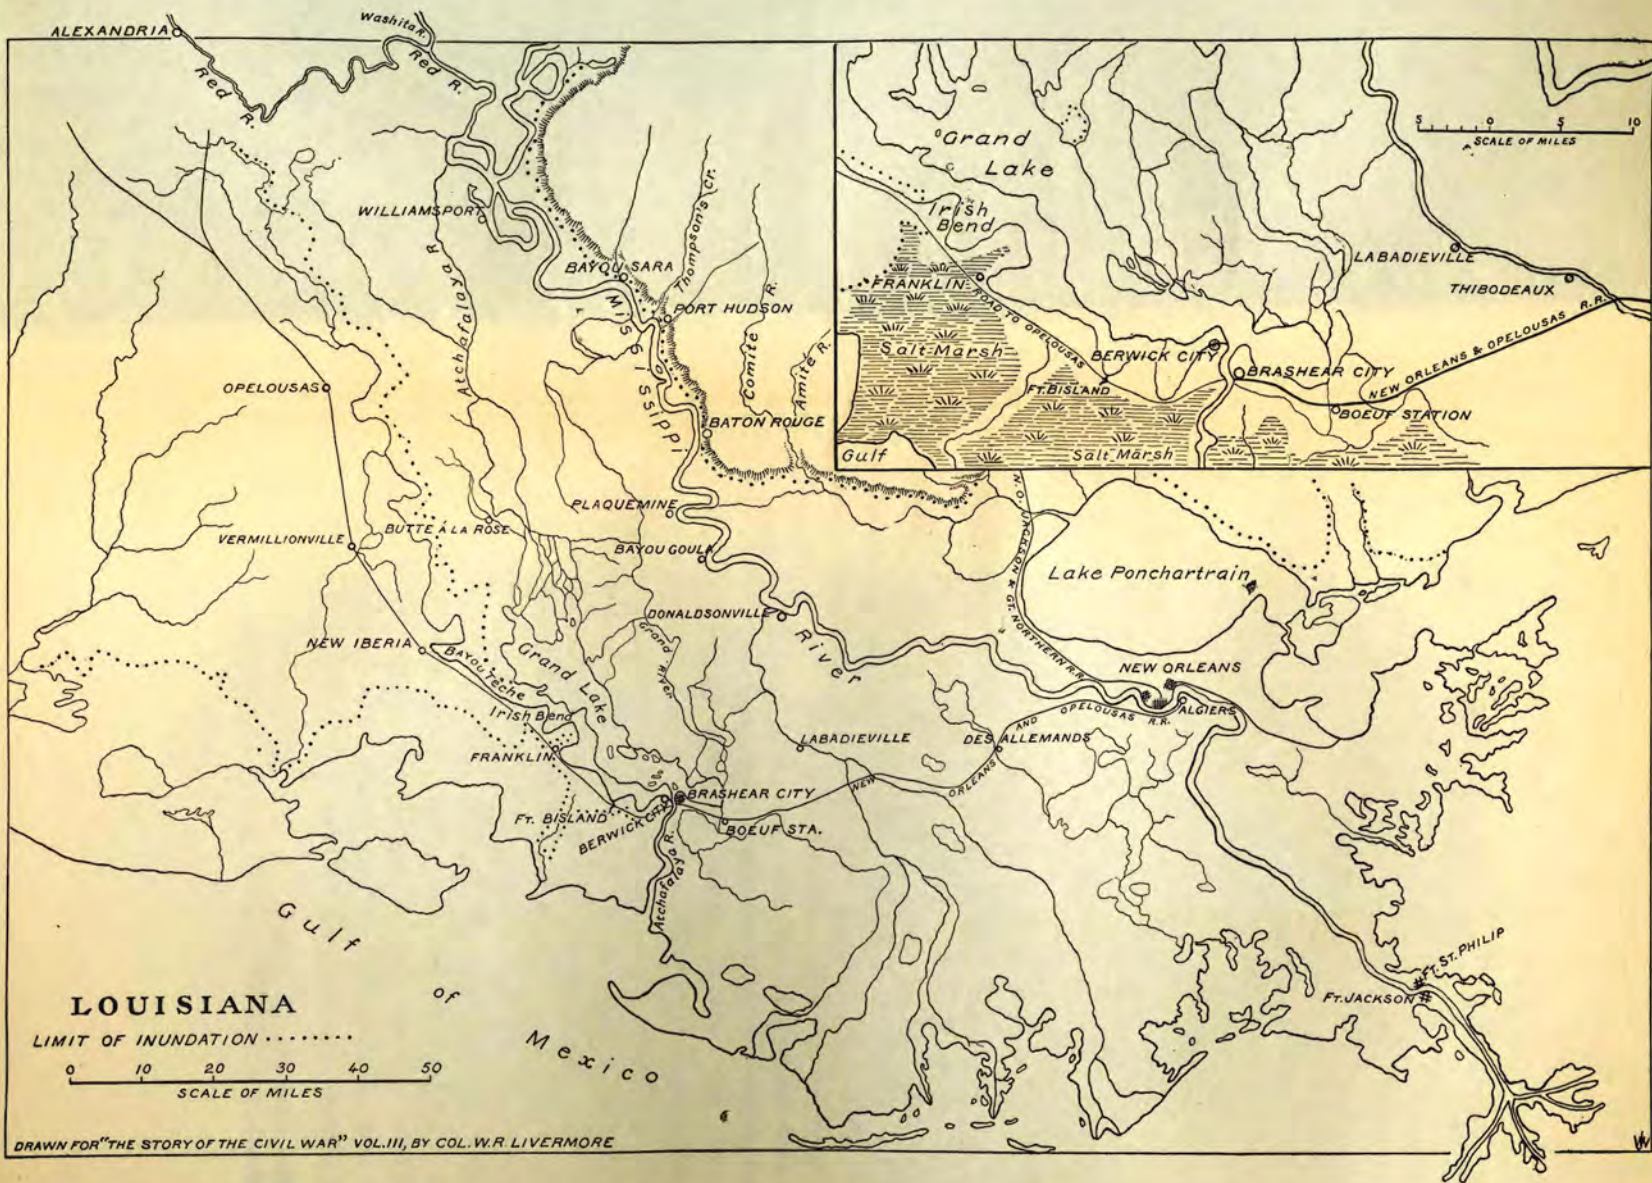 ALEXANDRIA
Washita R.
Red R.
Red R.
Atchafalaya R.
WILLIAMSPORT
BAYOU SARA
Thompson's Cr.
PORT HUDSON
Comite R.
Amite R.
Mississippi
OPELOUSAS
BATON ROUGE
PLAQUEMINE
VERMILLIONVILLE
BUTTE À LA ROSE
BAYOU GOULA
DONALDSONVILLE
River
NEW IBERIA
BAYOU TECHE
Grand Lake
Grand River
Irish Bend
FRANKLIN
LABADIEVILLE
DES ALLEMANDS
FT. BISLAND
BERWICK CITY
BRASHEAR CITY
BOEUF STA.
Atchafalaya R.
NEW ORLEANS AND OPELOUSAS R.R.
N.O. JACKSON & GT. NORTHERN R.R.
Lake Ponchartrain
NEW ORLEANS
ALGIERS
FT. ST. PHILIP
FT. JACKSON
Gulf
of
Mexico
Grand
Lake
Irish
Bend
5 0 5 10
SCALE OF MILES
LABADIEVILLE
THIBODEAUX
FRANKLIN
ROAD TO OPELOUSAS
Salt Marsh
BERWICK CITY
BRASHEAR CITY
NEW ORLEANS & OPELOUSAS R.R.
FT. BISLAND
BOEUF STATION
Gulf
Salt Marsh
LOUISIANA
LIMIT OF INUNDATION ........
0 10 20 30 40 50
SCALE OF MILES
DRAWN FOR "THE STORY OF THE CIVIL WAR" VOL. III, BY COL. W.R. LIVERMORE